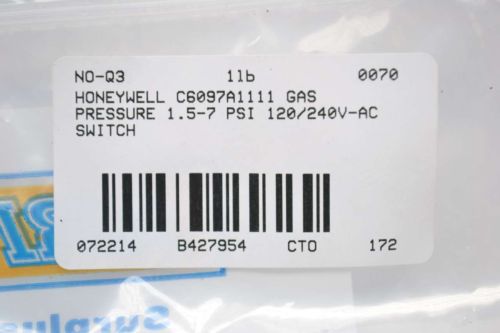 NO-Q3 1lb 0070
HONEYWELL C6097A1111 GAS
PRESSURE 1.5-7 PSI 120/240V-AC
SWITCH
072214 B427954 CTO 172